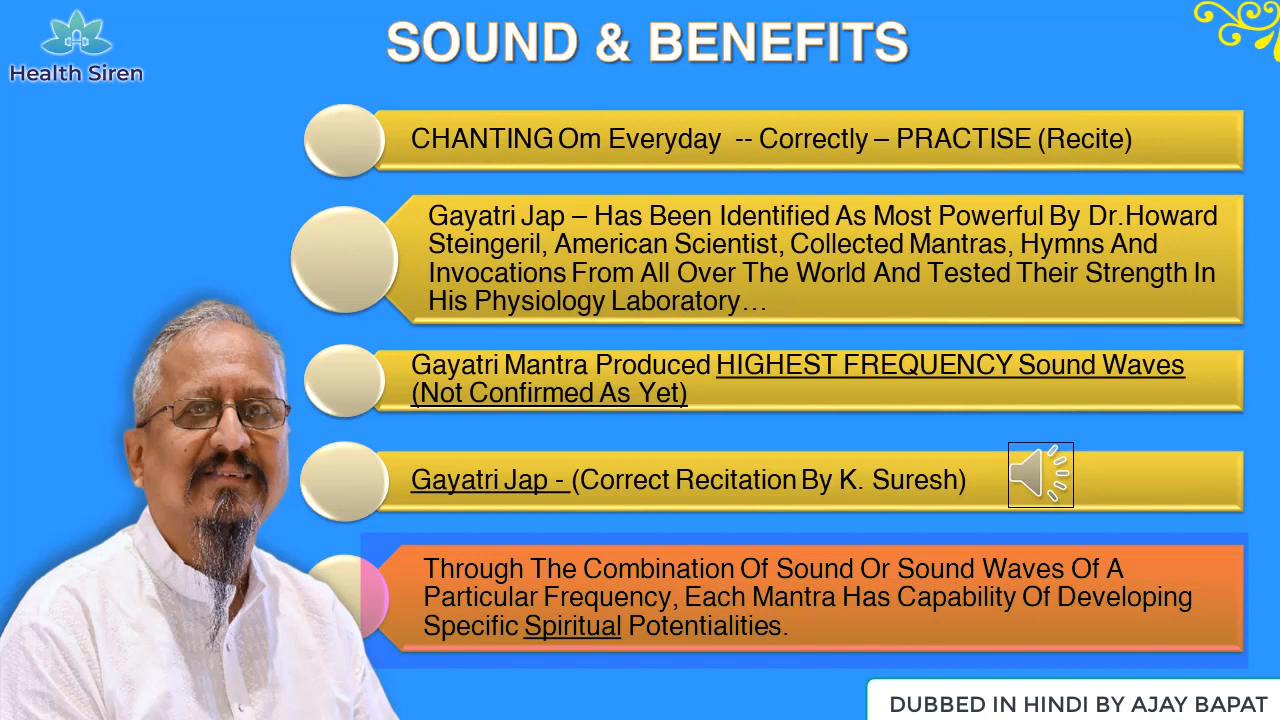 Health Siren
SOUND & BENEFITS
CHANTING Om Everyday -- Correctly – PRACTISE (Recite)
Gayatri Jap – Has Been Identified As Most Powerful By Dr.Howard
Steingeril, American Scientist, Collected Mantras, Hymns And
Invocations From All Over The World And Tested Their Strength In
His Physiology Laboratory…
Gayatri Mantra Produced HIGHEST FREQUENCY Sound Waves
(Not Confirmed As Yet)
Gayatri Jap - (Correct Recitation By K. Suresh)
Through The Combination Of Sound Or Sound Waves Of A
Particular Frequency, Each Mantra Has Capability Of Developing
Specific Spiritual Potentialities.
DUBBED IN HINDI BY AJAY BAPAT